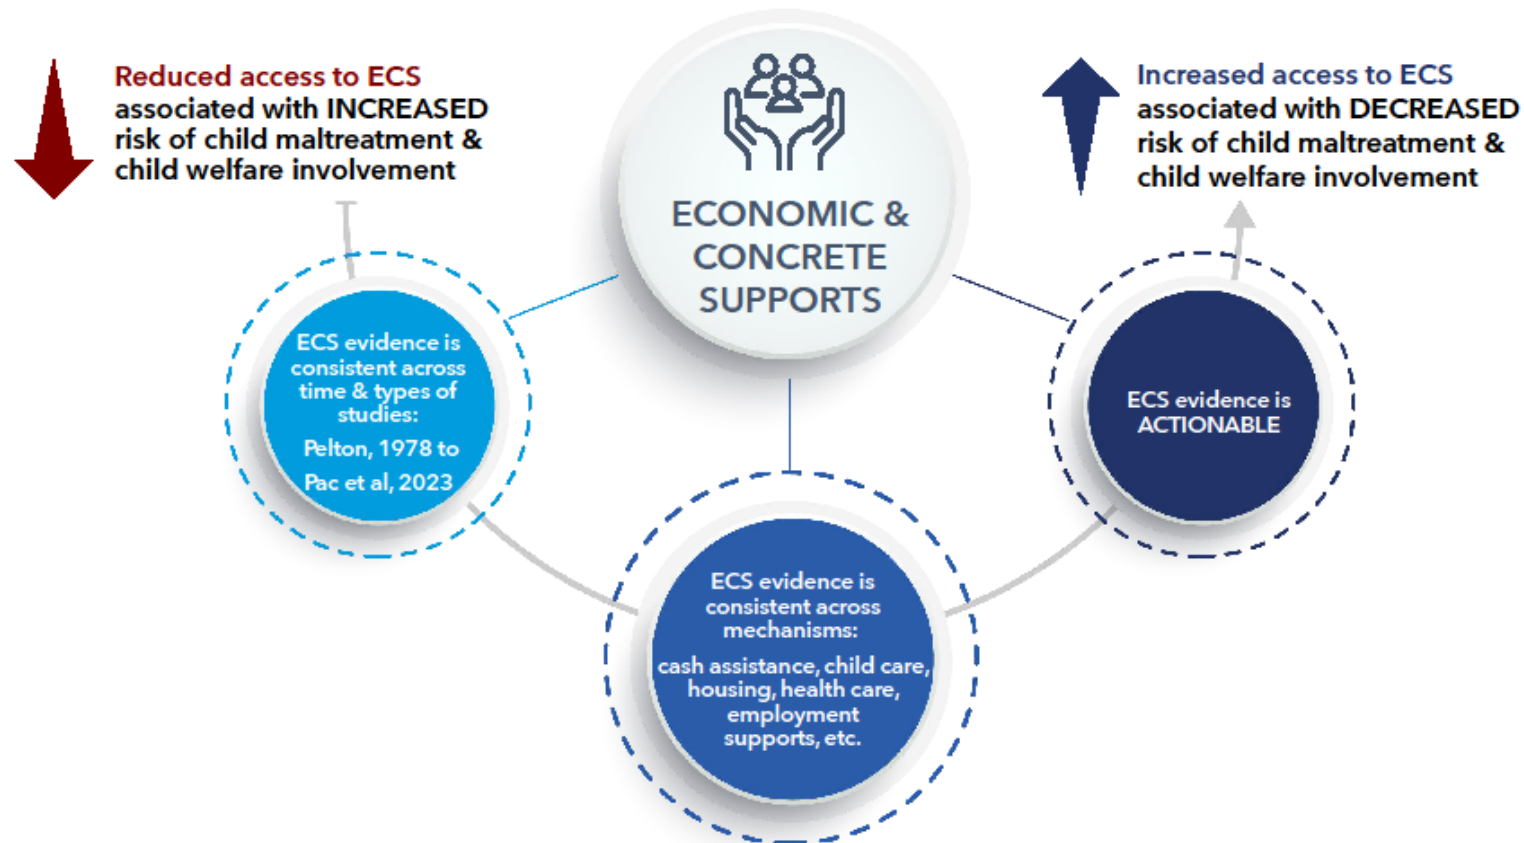 Reduced access to ECS
associated with INCREASED
risk of child maltreatment &
child welfare involvement
ECONOMIC &
CONCRETE
SUPPORTS
Increased access to ECS
associated with DECREASED
risk of child maltreatment &
child welfare involvement
ECS evidence is
consistent across
time & types of
studies:
Pelton, 1978 to
Pac et al, 2023
ECS evidence is
consistent across
mechanisms:
cash assistance, child care,
housing, health care,
employment
supports, etc.
ECS evidence is
ACTIONABLE